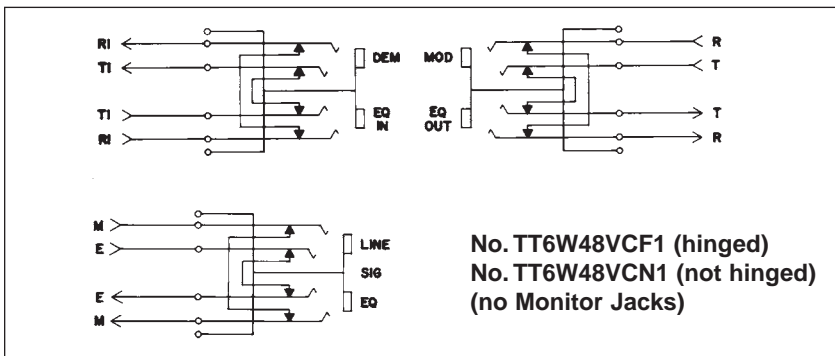 RI
TI
DEM
TI
RI
EQ
IN
MOD
EQ
OUT
R
T
T
R
M
E
E
M
LINE
SIG
EQ
No. TT6W48VCF1 (hinged)
No. TT6W48VCN1 (not hinged)
(no Monitor Jacks)